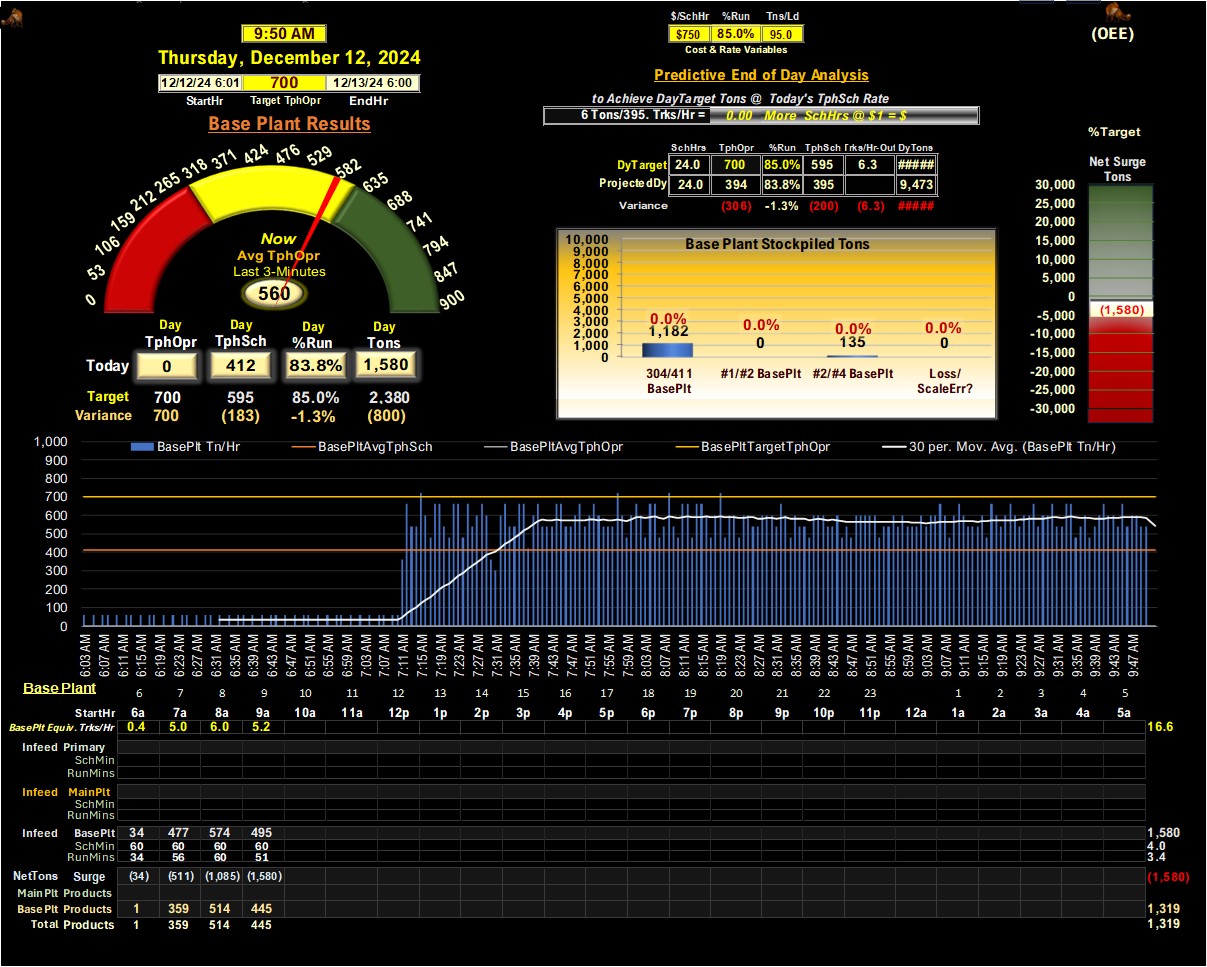 9:50 AM
Thursday, December 12, 2024
12/12/24 6:01 700 12/13/24 6:00
StartHr Target TphOpr EndHr
Base Plant Results
0 53 106 159 212 265 318 371 424 476 529 582 635 688 741 794 847 900
Now
Avg TphOpr
Last 3-Minutes
560
Day Day Day Day
TphOpr TphSch %Run Tons
Today 0 412 83.8% 1,580
Target 700 595 85.0% 2,380
Variance 700 (183) -1.3% (800)
$/SchHr %Run Tns/Ld
$750 85.0% 95.0
Cost & Rate Variables
Predictive End of Day Analysis
to Achieve DayTarget Tons @ Today's TphSch Rate
6 Tons/395. Trks/Hr = 0.00 More SchHrs @ $1 = $
SchHrs TphOpr %Run TphSch Trks/Hr-Out DyTons
DyTarget 24.0 700 85.0% 595 6.3 #####
ProjectedDy 24.0 394 83.8% 395 9,473
Variance (306) -1.3% (200) (6.3) #####
Base Plant Stockpiled Tons
10,000
9,000
8,000
7,000
6,000
5,000
4,000
3,000
2,000
1,000
0
0.0% 0.0% 0.0% 0.0%
1,182 0 135 0
304/411 #1/#2 BasePlt #2/#4 BasePlt Loss/
BasePlt ScaleErr?
(OEE)
%Target
Net Surge
Tons
30,000
25,000
20,000
15,000
10,000
5,000
0
-5,000
-10,000
-15,000
-20,000
-25,000
-30,000
(1,580)
BasePlt Tn/Hr BasePltAvgTphSch BasePltAvgTphOpr BasePltTargetTphOpr 30 per. Mov. Avg. (BasePlt Tn/Hr)
1,000
900
800
700
600
500
400
300
200
100
0
6:03 AM 6:07 AM 6:11 AM 6:15 AM 6:23 AM 6:27 AM 6:31 AM 6:35 AM 6:39 AM 6:43 AM 6:47 AM 6:51 AM 6:55 AM 6:59 AM 7:03 AM 7:07 AM 7:11 AM 7:15 AM 7:19 AM 7:23 AM 7:27 AM 7:31 AM 7:35 AM 7:39 AM 7:43 AM 7:47 AM 7:51 AM 7:55 AM 7:59 AM 8:03 AM 8:07 AM 8:11 AM 8:15 AM 8:19 AM 8:23 AM 8:27 AM 8:31 AM 8:35 AM 8:39 AM 8:43 AM 8:47 AM 8:51 AM 8:55 AM 8:59 AM 9:03 AM 9:07 AM 9:11 AM 9:15 AM 9:19 AM 9:23 AM 9:27 AM 9:31 AM 9:35 AM 9:39 AM 9:43 AM 9:47 AM
Base Plant 6 7 8 9 10 11 12 13 14 15 16 17 18 19 20 21 22 23 1 2 3 4 5
StartHr 6a 7a 8a 9a 10a 11a 12p 1p 2p 3p 4p 5p 6p 7p 8p 9p 10p 11p 12a 1a 2a 3a 4a 5a
BasePlt Equiv. Trks/Hr 0.4 5.0 6.0 5.2 16.6
Infeed Primary
SchMin
RunMins
Infeed MainPlt
SchMin
RunMins
Infeed BasePlt 34 477 574 495 1,580
SchMin 60 60 60 60 4.0
RunMins 34 56 60 51 3.4
NetTons Surge (34) (511) (1,085) (1,580) (1,580)
MainPlt Products
BasePlt Products 1 359 514 445 1,319
Total Products 1 359 514 445 1,319